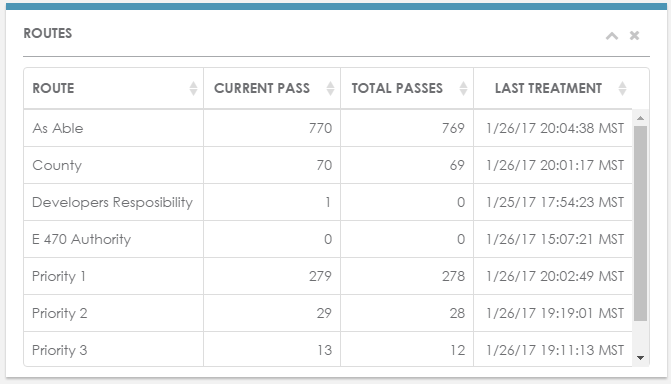 ROUTES
ROUTE CURRENT PASS TOTAL PASSES LAST TREATMENT
As Able 770 769 1/26/17 20:04:38 MST
County 70 69 1/26/17 20:01:17 MST
Developers Resposibility 1 0 1/25/17 17:54:23 MST
E 470 Authority 0 0 1/26/17 15:07:21 MST
Priority 1 279 278 1/26/17 20:02:49 MST
Priority 2 29 28 1/26/17 19:19:01 MST
Priority 3 13 12 1/26/17 19:11:13 MST